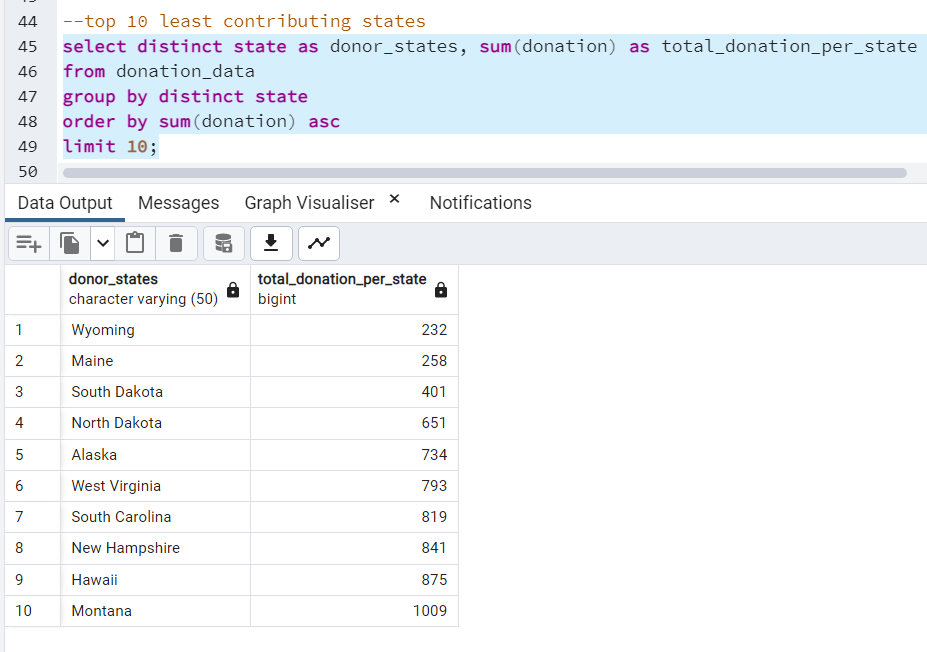 44 --top 10 least contributing states
45 select distinct state as donor_states, sum(donation) as total_donation_per_state
46 from donation_data
47 group by distinct state
48 order by sum(donation) asc
49 limit 10;
50
Data Output Messages Graph Visualiser × Notifications
donor_states total_donation_per_state
character varying (50) bigint
1 Wyoming 232
2 Maine 258
3 South Dakota 401
4 North Dakota 651
5 Alaska 734
6 West Virginia 793
7 South Carolina 819
8 New Hampshire 841
9 Hawaii 875
10 Montana 1009